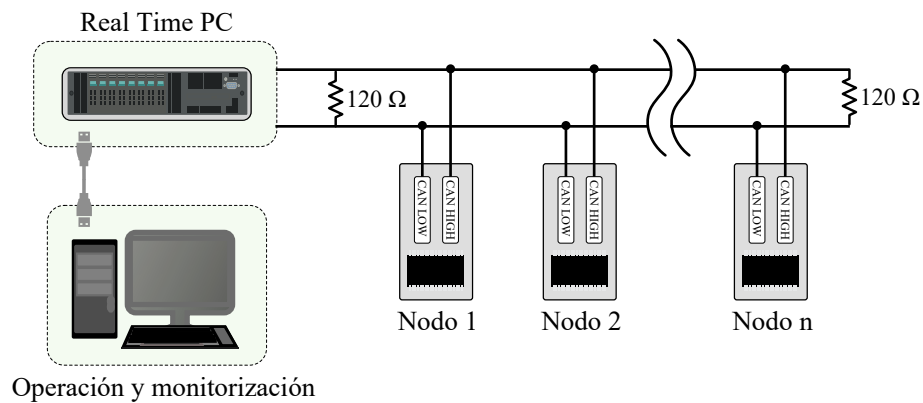 Real Time PC
120 Ω
120 Ω
CAN LOW
CAN HIGH
CAN LOW
CAN HIGH
CAN LOW
CAN HIGH
Nodo 1
Nodo 2
Nodo n
Operación y monitorización